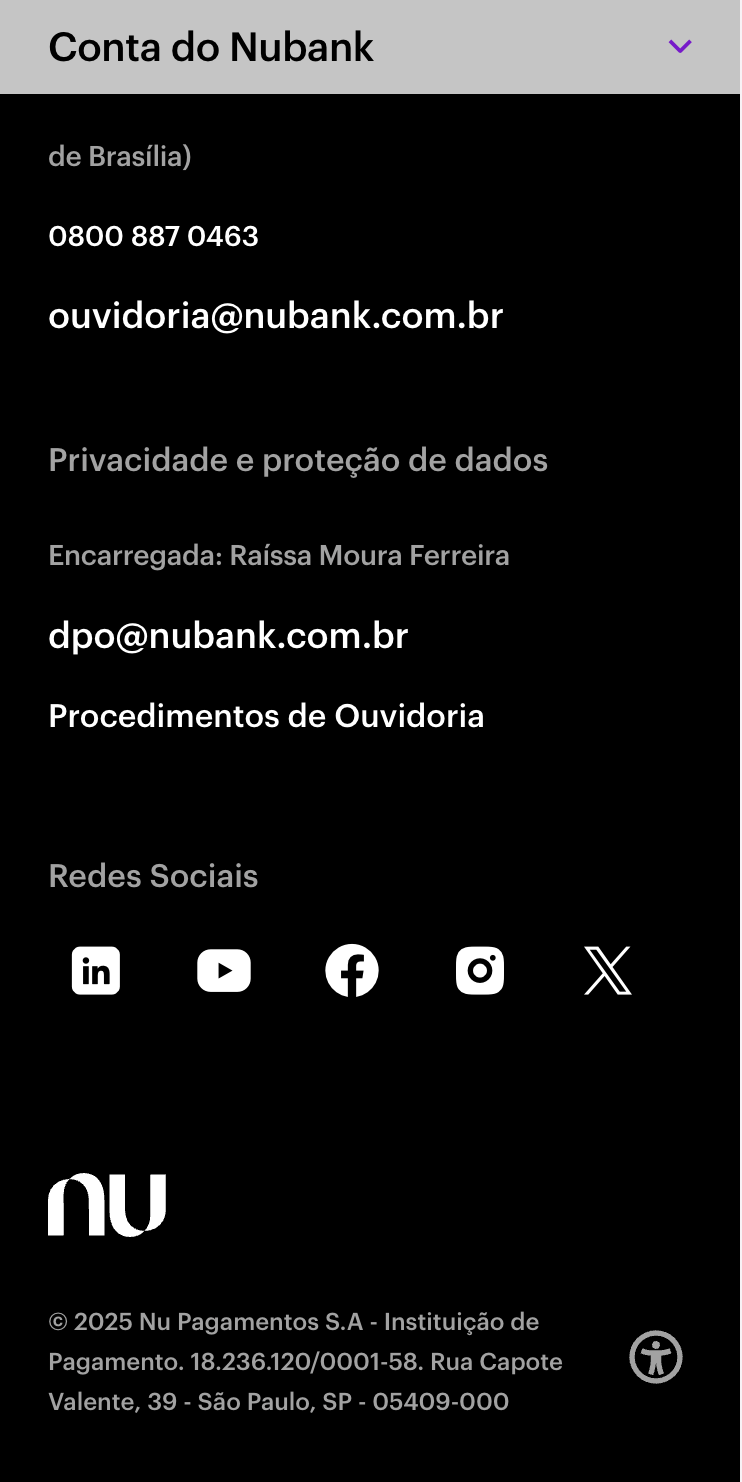 Conta do Nubank
de Brasília)
0800 887 0463
ouvidoria@nubank.com.br
Privacidade e proteção de dados
Encarregada: Raíssa Moura Ferreira
dpo@nubank.com.br
Procedimentos de Ouvidoria
Redes Sociais
in
nu
© 2025 Nu Pagamentos S.A - Instituição de
Pagamento. 18.236.120/0001-58. Rua Capote
Valente, 39 - São Paulo, SP - 05409-000